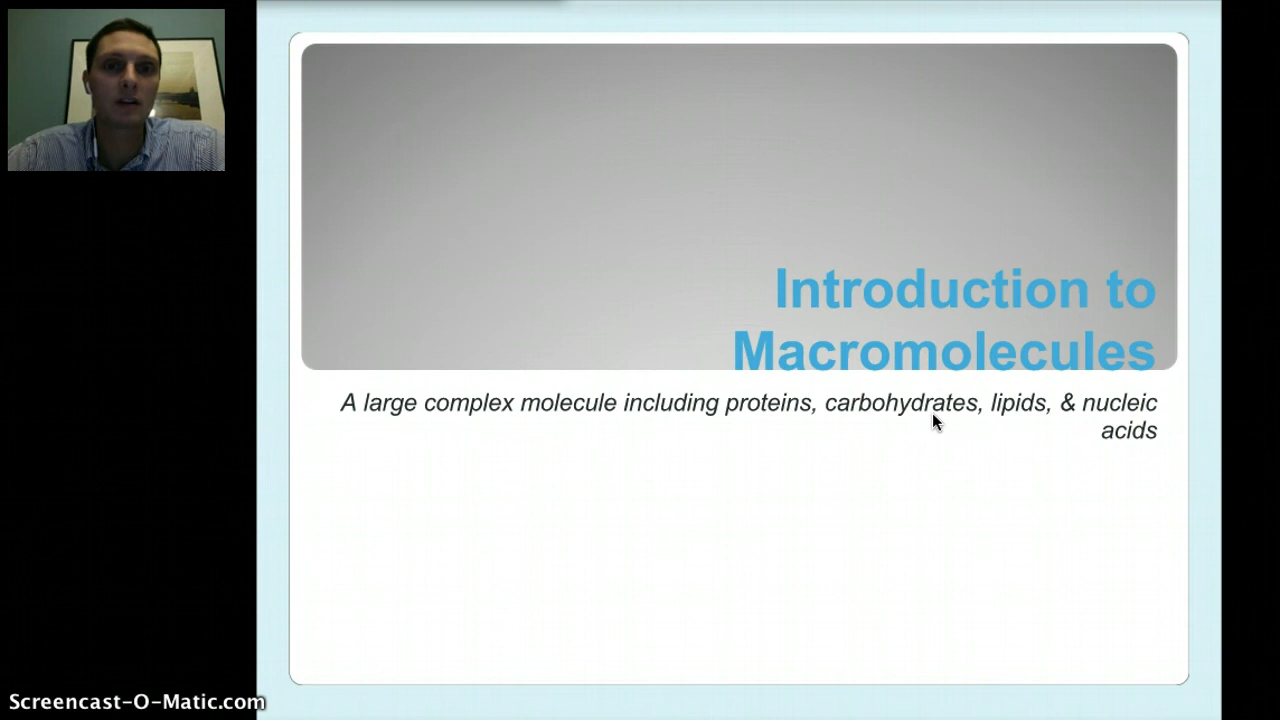 Introduction to
Macromolecules
A large complex molecule including proteins, carbohydrates, lipids, & nucleic
acids
Screencast-O-Matic.com